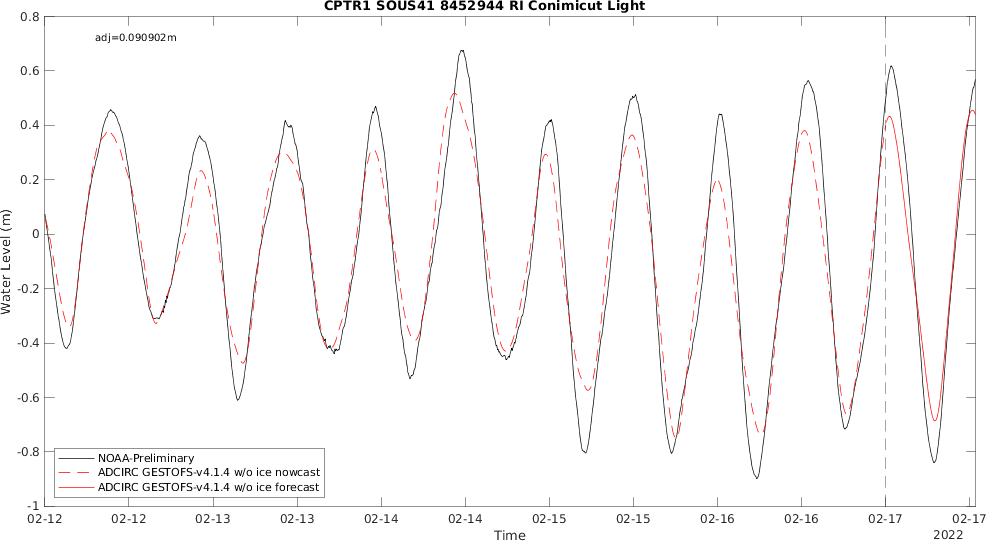 CPTR1 SOUS41 8452944 RI Conimicut Light
adj=0.090902m
0.8
0.6
0.4
0.2
0
-0.2
-0.4
-0.6
-0.8
-1
Water Level (m)
NOAA-Preliminary
ADCIRC GESTOFS-v4.1.4 w/o ice nowcast
ADCIRC GESTOFS-v4.1.4 w/o ice forecast
02-12 02-12 02-13 02-13 02-14 02-14 02-15 02-15 02-16 02-16 02-17 02-17
Time
2022